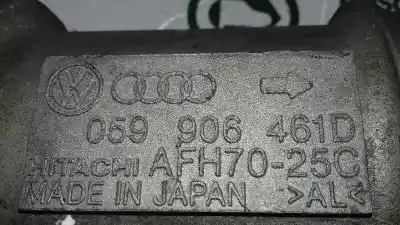 059 906 461D
HITACHI AFH70-25C
MADE IN JAPAN >AL<